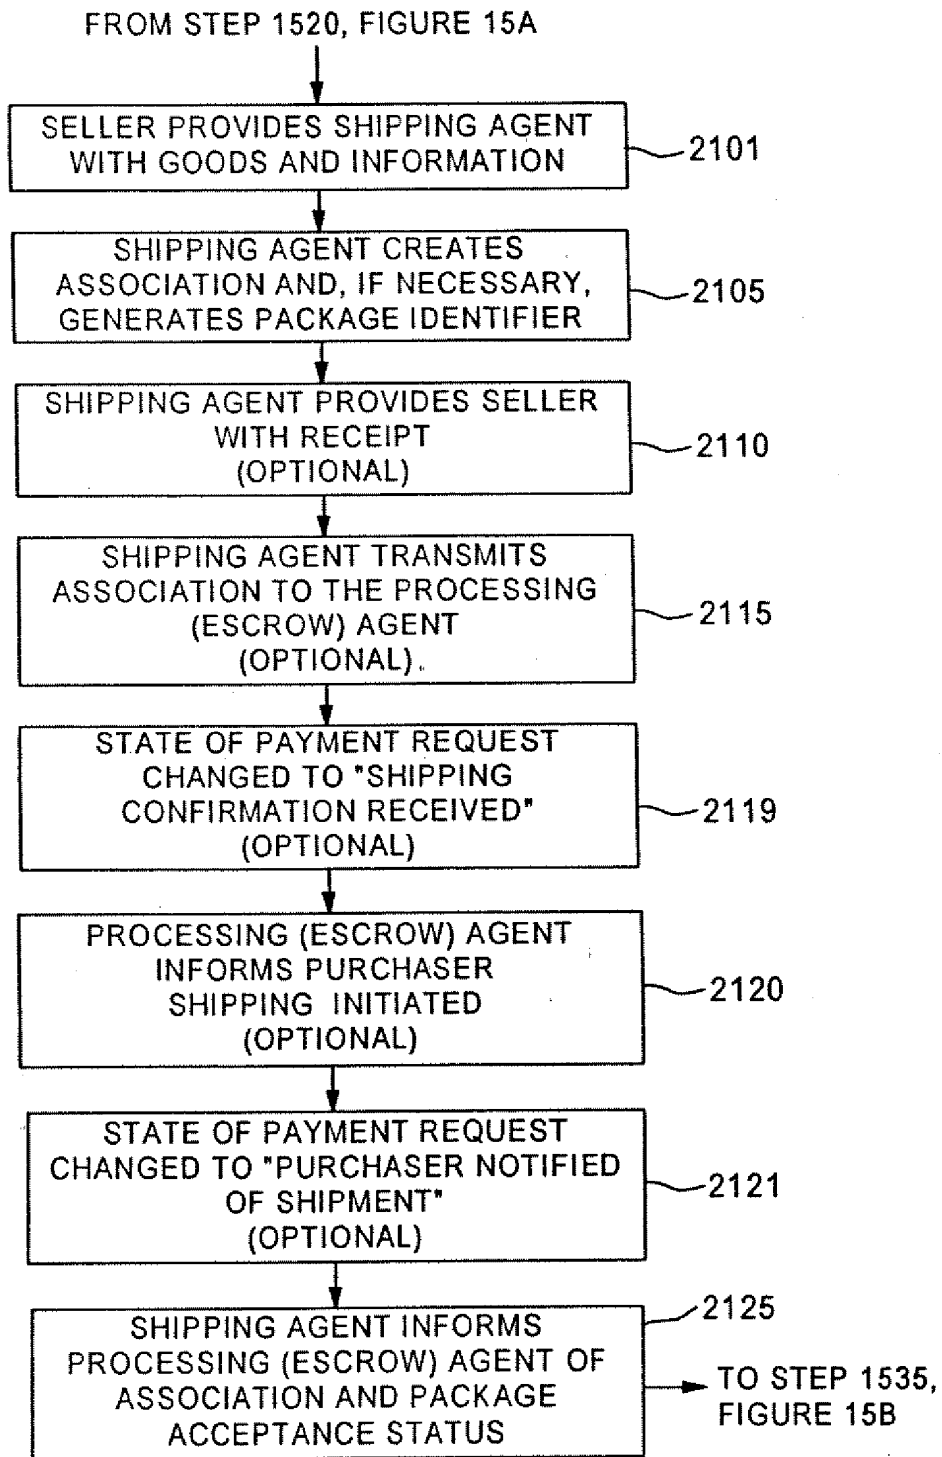 FROM STEP 1520, FIGURE 15A
SELLER PROVIDES SHIPPING AGENT
WITH GOODS AND INFORMATION
2101
SHIPPING AGENT CREATES
ASSOCIATION AND, IF NECESSARY,
GENERATES PACKAGE IDENTIFIER
2105
SHIPPING AGENT PROVIDES SELLER
WITH RECEIPT
(OPTIONAL)
2110
SHIPPING AGENT TRANSMITS
ASSOCIATION TO THE PROCESSING
(ESCROW) AGENT
(OPTIONAL)
2115
STATE OF PAYMENT REQUEST
CHANGED TO "SHIPPING
CONFIRMATION RECEIVED"
(OPTIONAL)
2119
PROCESSING (ESCROW) AGENT
INFORMS PURCHASER
SHIPPING INITIATED
(OPTIONAL)
2120
STATE OF PAYMENT REQUEST
CHANGED TO "PURCHASER NOTIFIED
OF SHIPMENT"
(OPTIONAL)
2121
SHIPPING AGENT INFORMS
PROCESSING (ESCROW) AGENT OF
ASSOCIATION AND PACKAGE
ACCEPTANCE STATUS
2125
TO STEP 1535,
FIGURE 15B